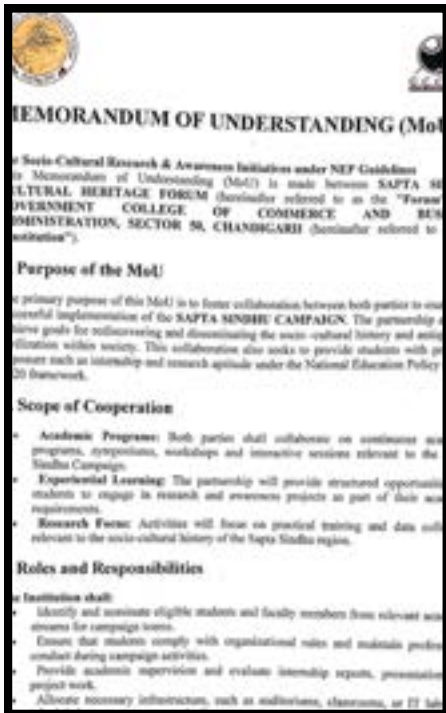 MEMORANDUM OF UNDERSTANDING (MoU
Socio-Cultural Research & Awareness Initiatives under NEP Guidelines
Memorandum of Understanding (MoU) is made between SAPTA
CULTURAL HERITAGE FORUM (hereinafter referred to as the "Forum"
GOVERNMENT COLLEGE OF COMMERCE AND BUS
ADMINISTRATION, SECTOR 50, CHANDIGARH (hereinafter referred to
nstitution").
Purpose of the MoU
primary purpose of this MoU is to foster collaboration between both parties to
implementation of the SAPTA SINDHU CAMPAIGN. The partnership
goals for rediscovering and disseminating the socio-cultural history and
within society. This collaboration also seeks to provide students with
such as internship and research aptitude under the National Education Policy
20 framework.
Scope of Cooperation
• Academic Programs: Both parties shall collaborate on continuous
programs, symposiums, workshops and interactive sessions relevant to the
Sindhu Campaign.
• Experiential Learning: The partnership will provide structured
students to engage in research and awareness projects as part of their
requirements.
• Research Focus: Activities will focus on practical training and data
relevant to the socio-cultural history of the Sapta Sindhu region.
Roles and Responsibilities
Institution shall:
• Identify and nominate eligible students and faculty members from relevant
streams for campaign teams.
• Ensure that students comply with organizational rules and maintain
conduct during campaign activities.
• Provide academic supervision and evaluate internship reports,
project work.
• Allocate necessary infrastructure, such as auditoriums, classrooms, or IT